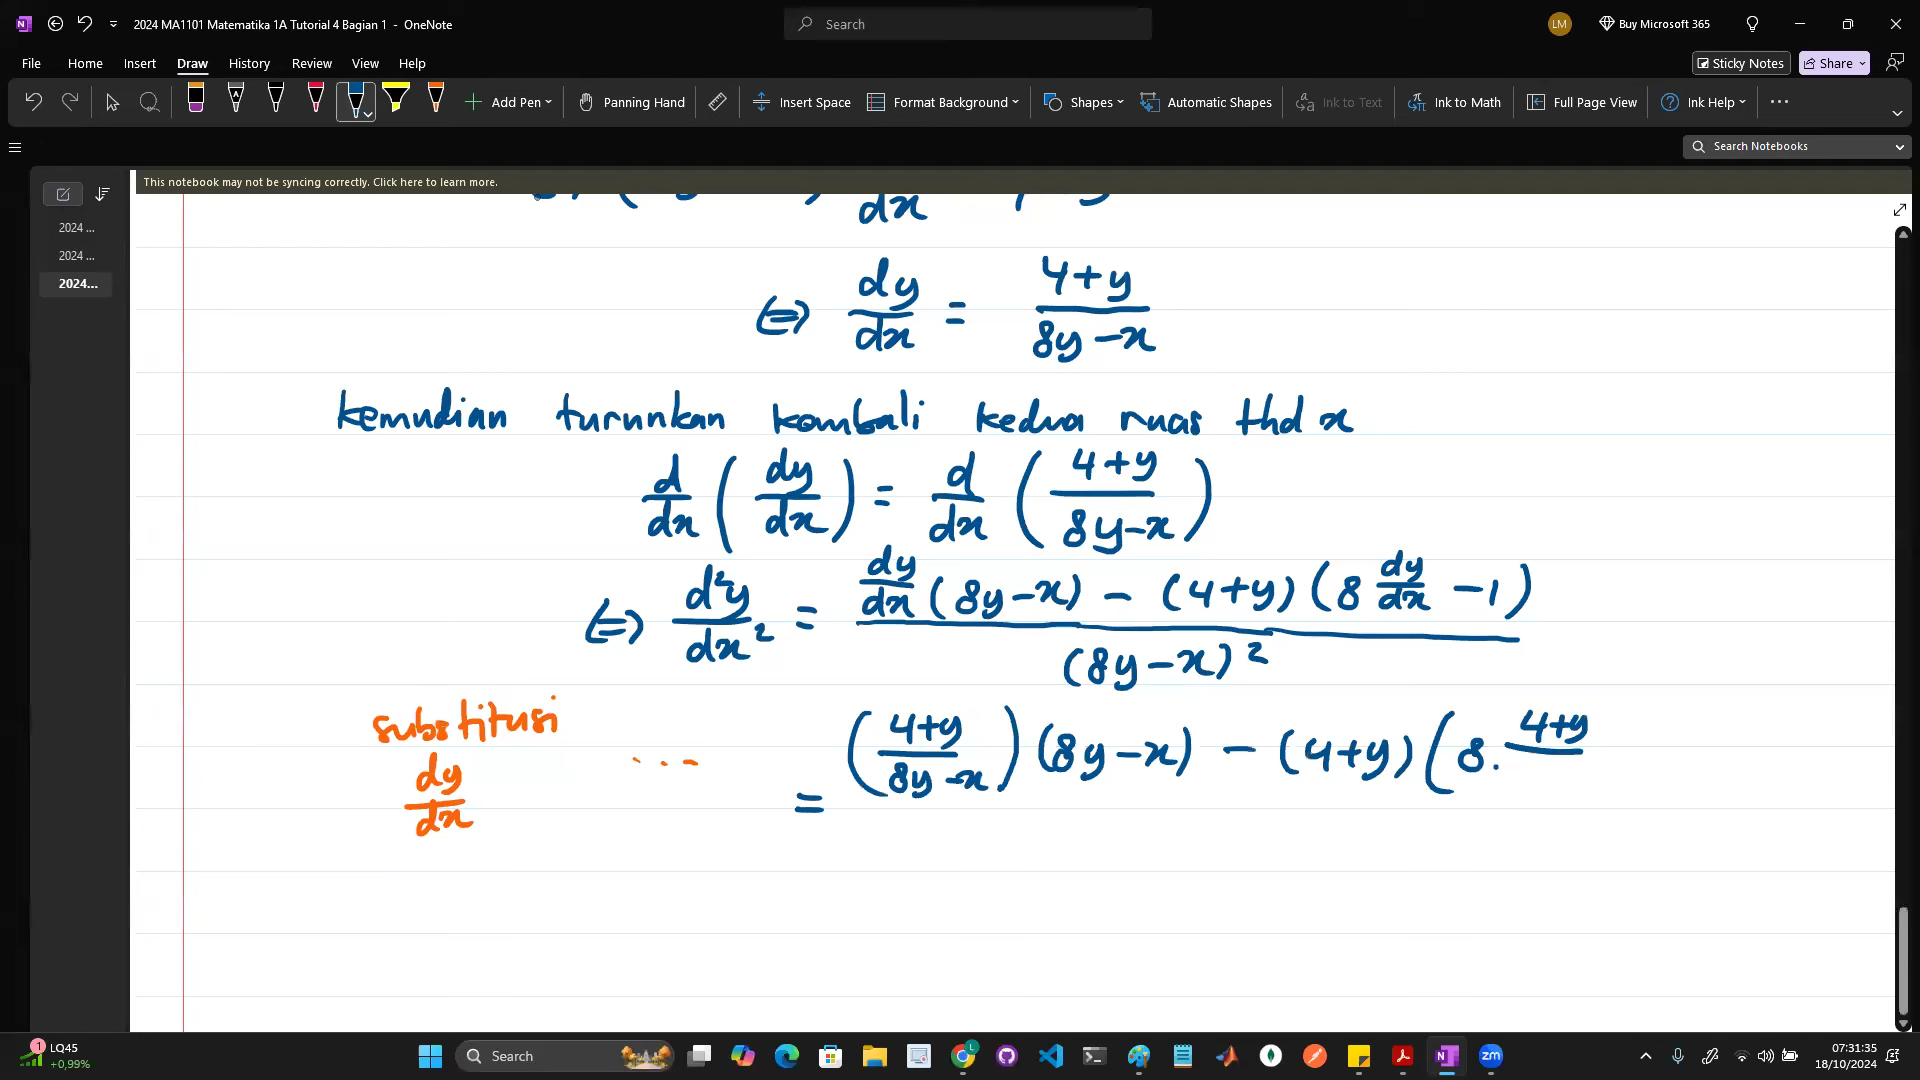 2024 MA1101 Matematika 1A Tutorial 4 Bagian 1 - OneNote
Search
LM
Buy Microsoft 365
File Home Insert Draw History Review View Help
Sticky Notes
Share
Add Pen
Panning Hand
Insert Space
Format Background
Shapes
Automatic Shapes
Ink to Text
Ink to Math
Full Page View
Ink Help
Search Notebooks
This notebook may not be syncing correctly. Click here to learn more.
2024 ...
2024 ...
2024...
dx
⇔ dy/dx = (4+y)/(8y-x)
kemudian turunkan kembali kedua ruas thd x
d/dx (dy/dx) = d/dx ((4+y)/(8y-x))
⇔ d²y/dx² = (dy/dx (8y-x) - (4+y)(8 dy/dx - 1))/(8y-x)²
substitusi
dy/dx
... = ((4+y)/(8y-x))(8y-x) - (4+y)(8. 4+y
1
LQ45
+0,99%
Search
zm
07:31:35
18/10/2024